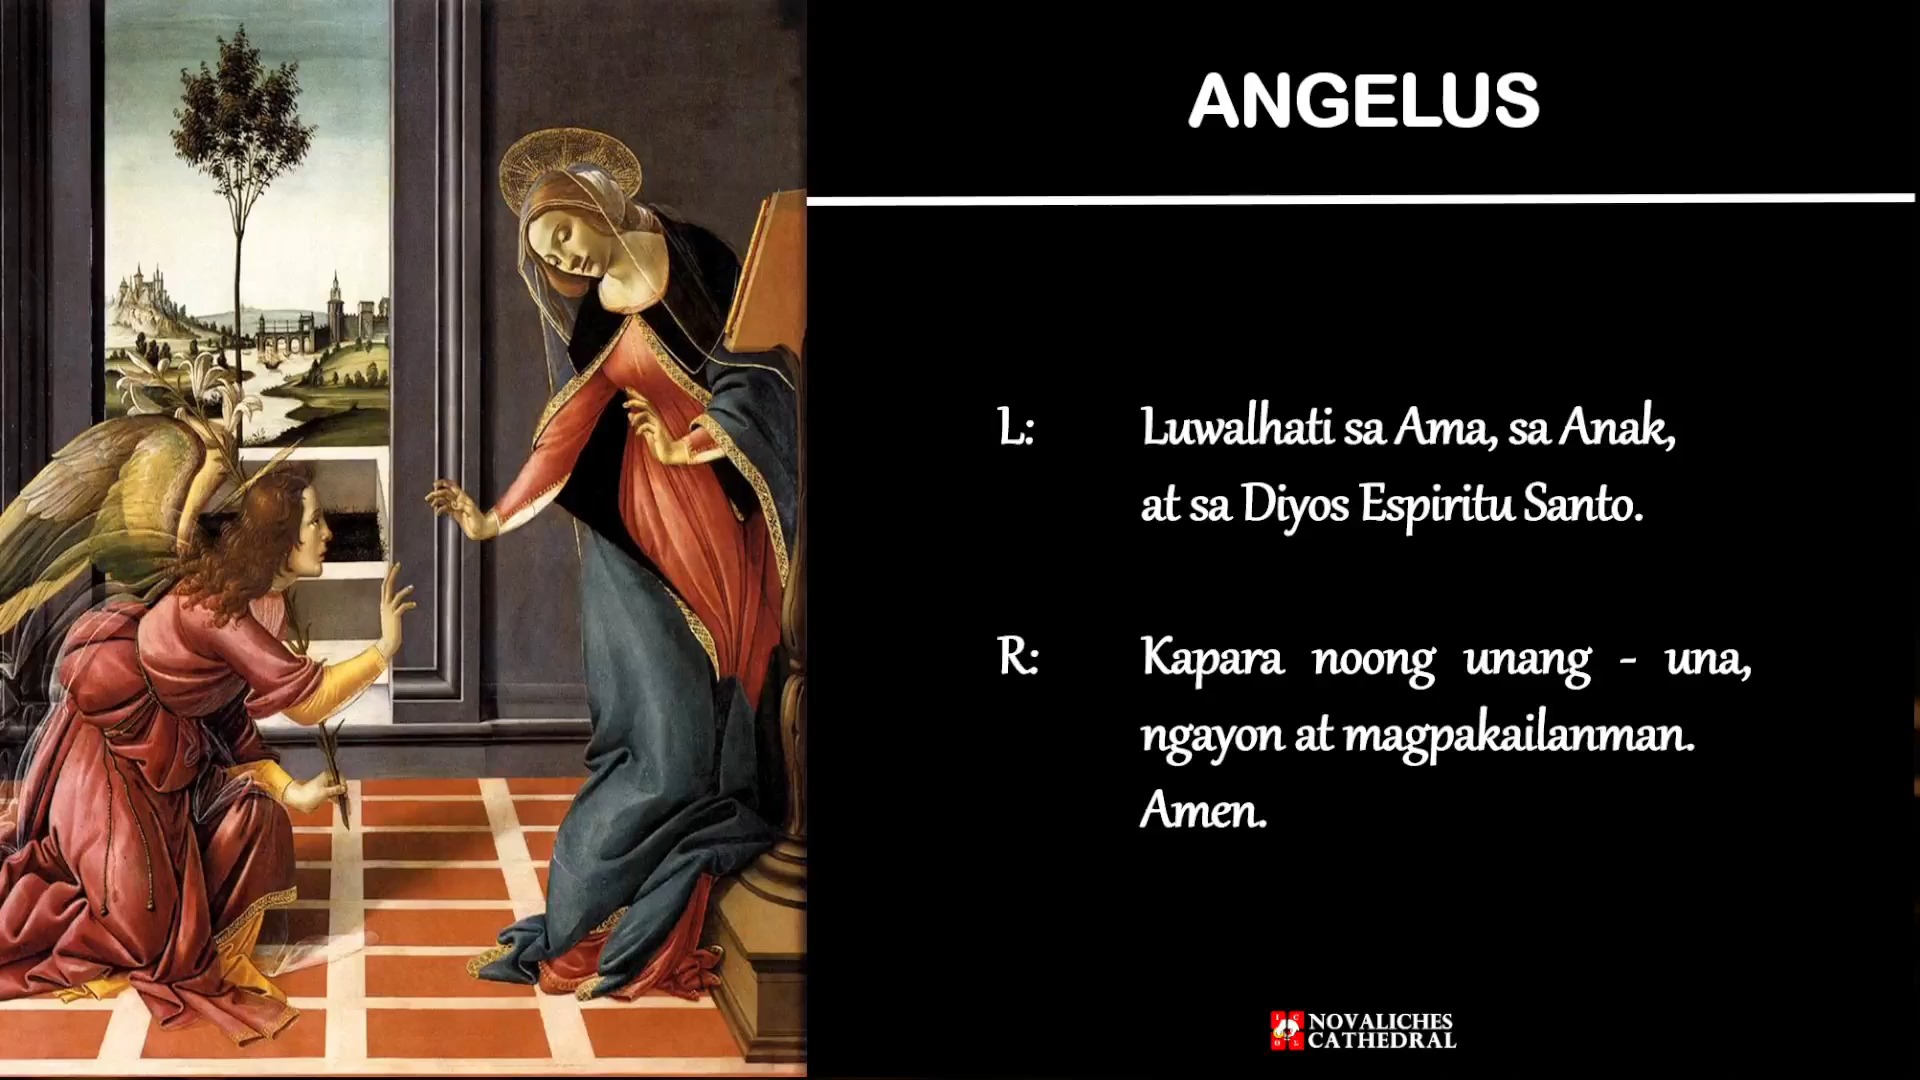 ANGELUS
L: Luwalhati sa Ama, sa Anak,
at sa Diyos Espiritu Santo.
R: Kapara noong unang - una,
ngayon at magpakailanman.
Amen.
I C
O L
NOVALICHES
CATHEDRAL